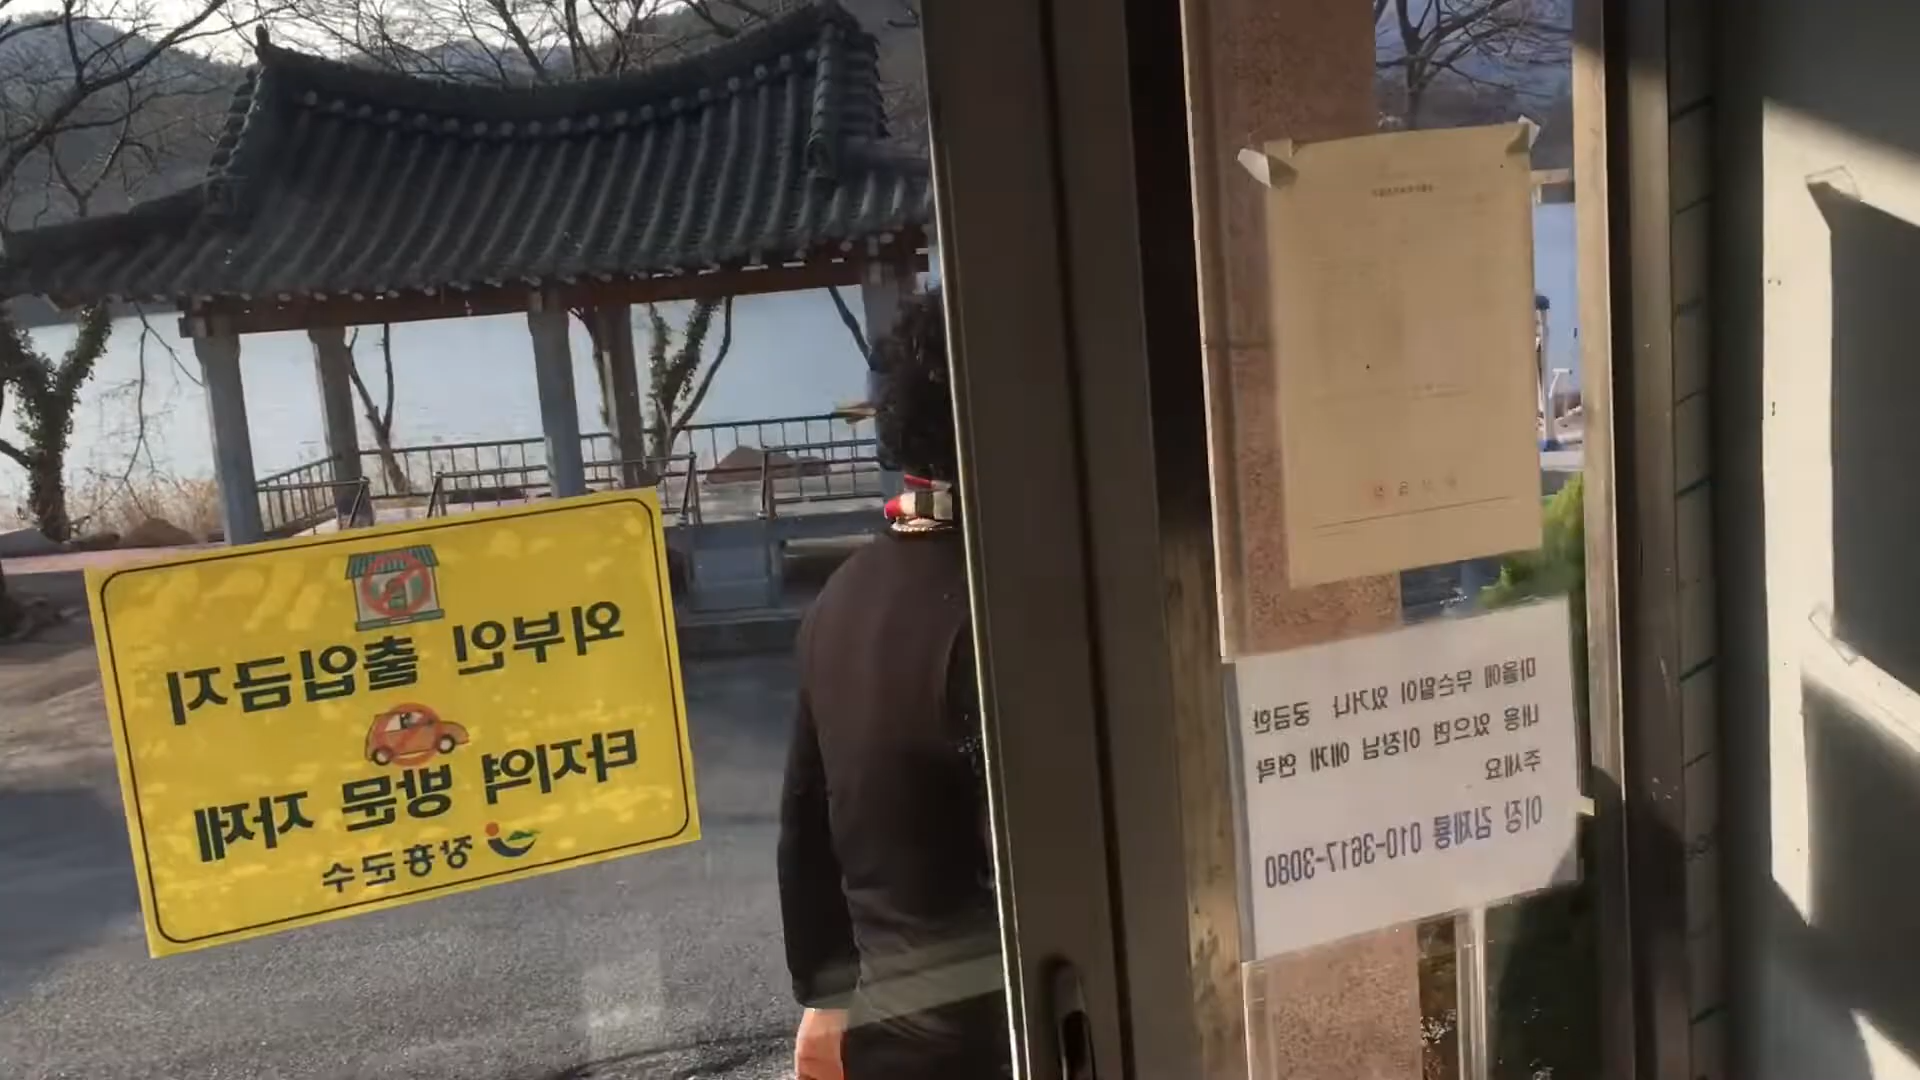 외부인 출입금지
타지역 방문 자제
장흥군수
마을에 무슨일이 있거나 궁금한
내용 있으면 이장님 에게 연락
주세요
이장 김제룡 010-3617-3080